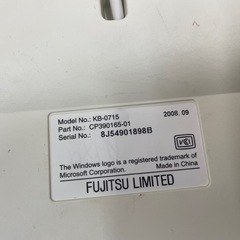 Model No.: KB-0715
2008.09
Part No.: CP390165-01
Serial No.: 8J54901898B
The Windows logo is a registered trademark of
Microsoft Corporation.
Made in China
FUJITSU LIMITED